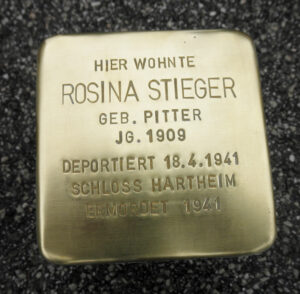 HIER WOHNTE
ROSINA STIEGER
GEB. PITTER
JG. 1909
DEPORTIERT 18.4.1941
SCHLOSS HARTHEIM
ERMORDET 1941